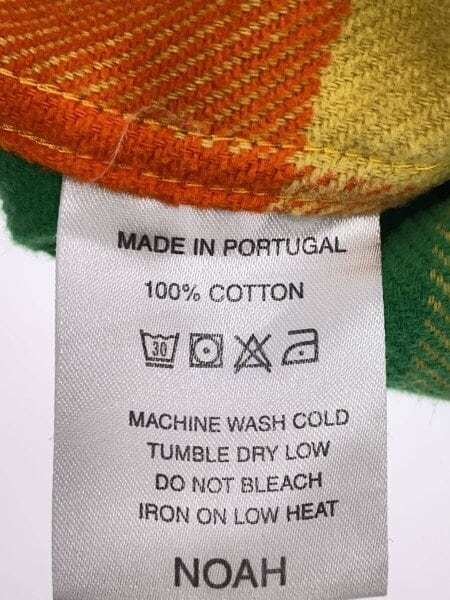 MADE IN PORTUGAL
100% COTTON
30
MACHINE WASH COLD
TUMBLE DRY LOW
DO NOT BLEACH
IRON ON LOW HEAT
NOAH